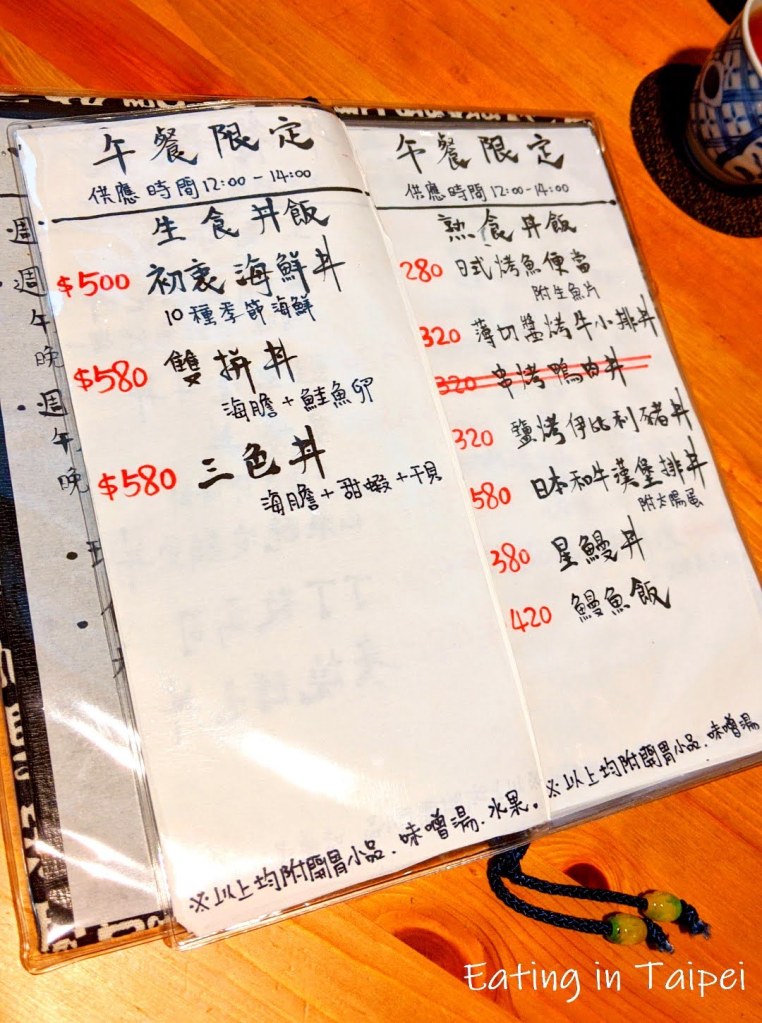 午餐限定
供應時間12:00-14:00
生食丼飯
$500 初衷海鮮丼
10種季節海鮮
$580 雙拼丼
海膽+鮭魚卵
$580 三色丼
海膽+甜蝦+干貝
※以上均附開胃小品.味噌湯.水果。
午餐限定
供應時間12:00-14:00
熟食丼飯
280 日式烤魚便當
附生魚片
320 薄切醬烤牛小排丼
320 串烤鴨肉丼
320 鹽烤伊比利豬丼
580 日本和牛漢堡排丼
附太陽蛋
380 星鰻丼
420 鰻魚飯
※以上均附開胃小品.味噌湯
週
週
午
晚
週
午
晚
Eating in Taipei